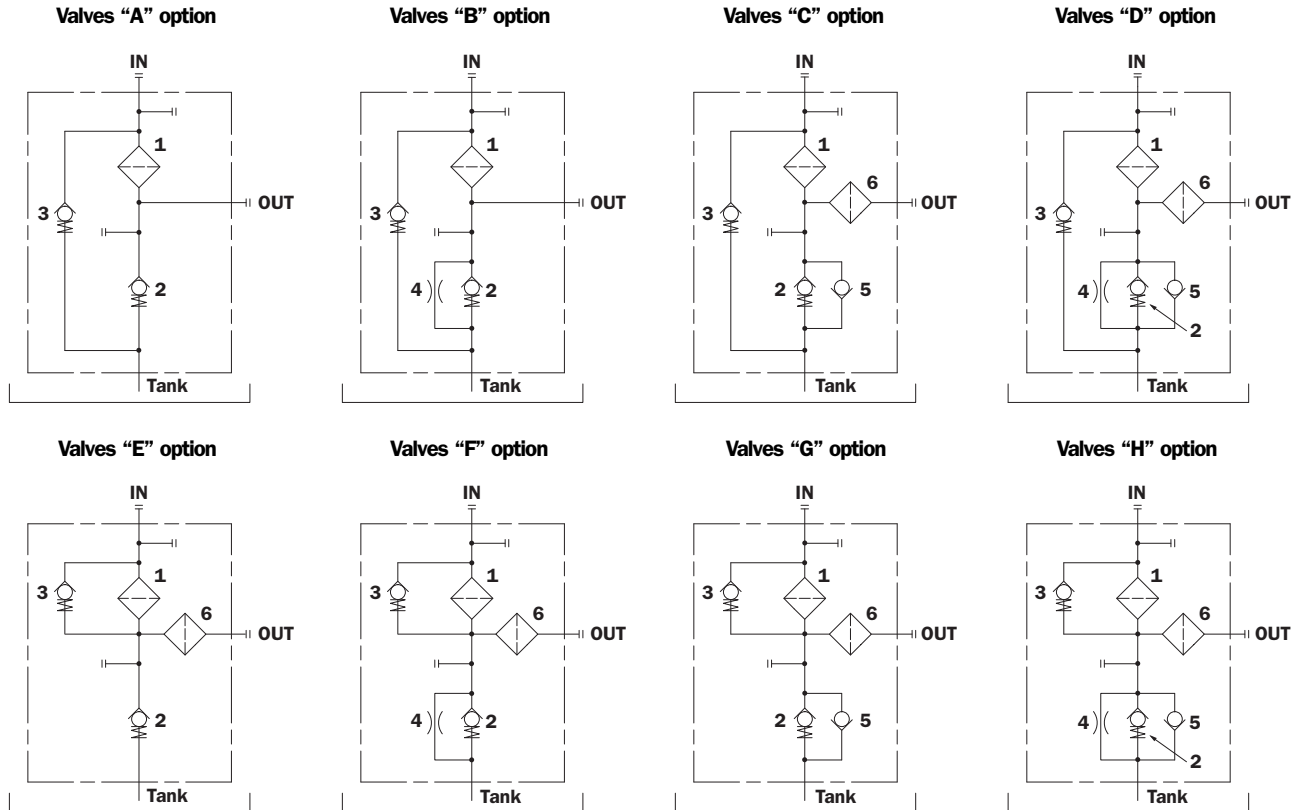 Valves “A” option
IN
1
3
OUT
2
Tank
Valves “B” option
IN
1
3
OUT
4
2
Tank
Valves “C” option
IN
1
6
3
OUT
2
5
Tank
Valves “D” option
IN
1
6
3
OUT
4
5
2
Tank
Valves “E” option
IN
3
1
6
OUT
2
Tank
Valves “F” option
IN
3
1
6
OUT
4
2
Tank
Valves “G” option
IN
3
1
6
OUT
2
5
Tank
Valves “H” option
IN
3
1
6
OUT
4
5
2
Tank